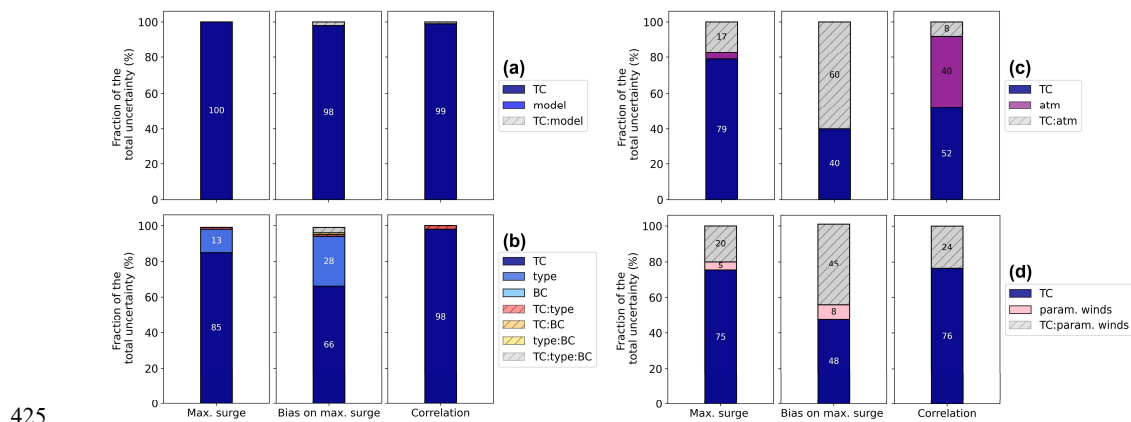 Fraction of the
total uncertainty (%)
100
80
60
40
20
0
100
98
99
(a)
TC
model
TC:model
Fraction of the
total uncertainty (%)
100
80
60
40
20
0
17
79
60
40
8
40
52
(c)
TC
atm
TC:atm
Fraction of the
total uncertainty (%)
100
80
60
40
20
0
13
85
28
66
98
Max. surge
Bias on max. surge
Correlation
(b)
TC
type
BC
TC:type
TC:BC
type:BC
TC:type:BC
Fraction of the
total uncertainty (%)
100
80
60
40
20
0
20
5
75
45
8
48
24
76
Max. surge
Bias on max. surge
Correlation
(d)
TC
param. winds
TC:param. winds
425